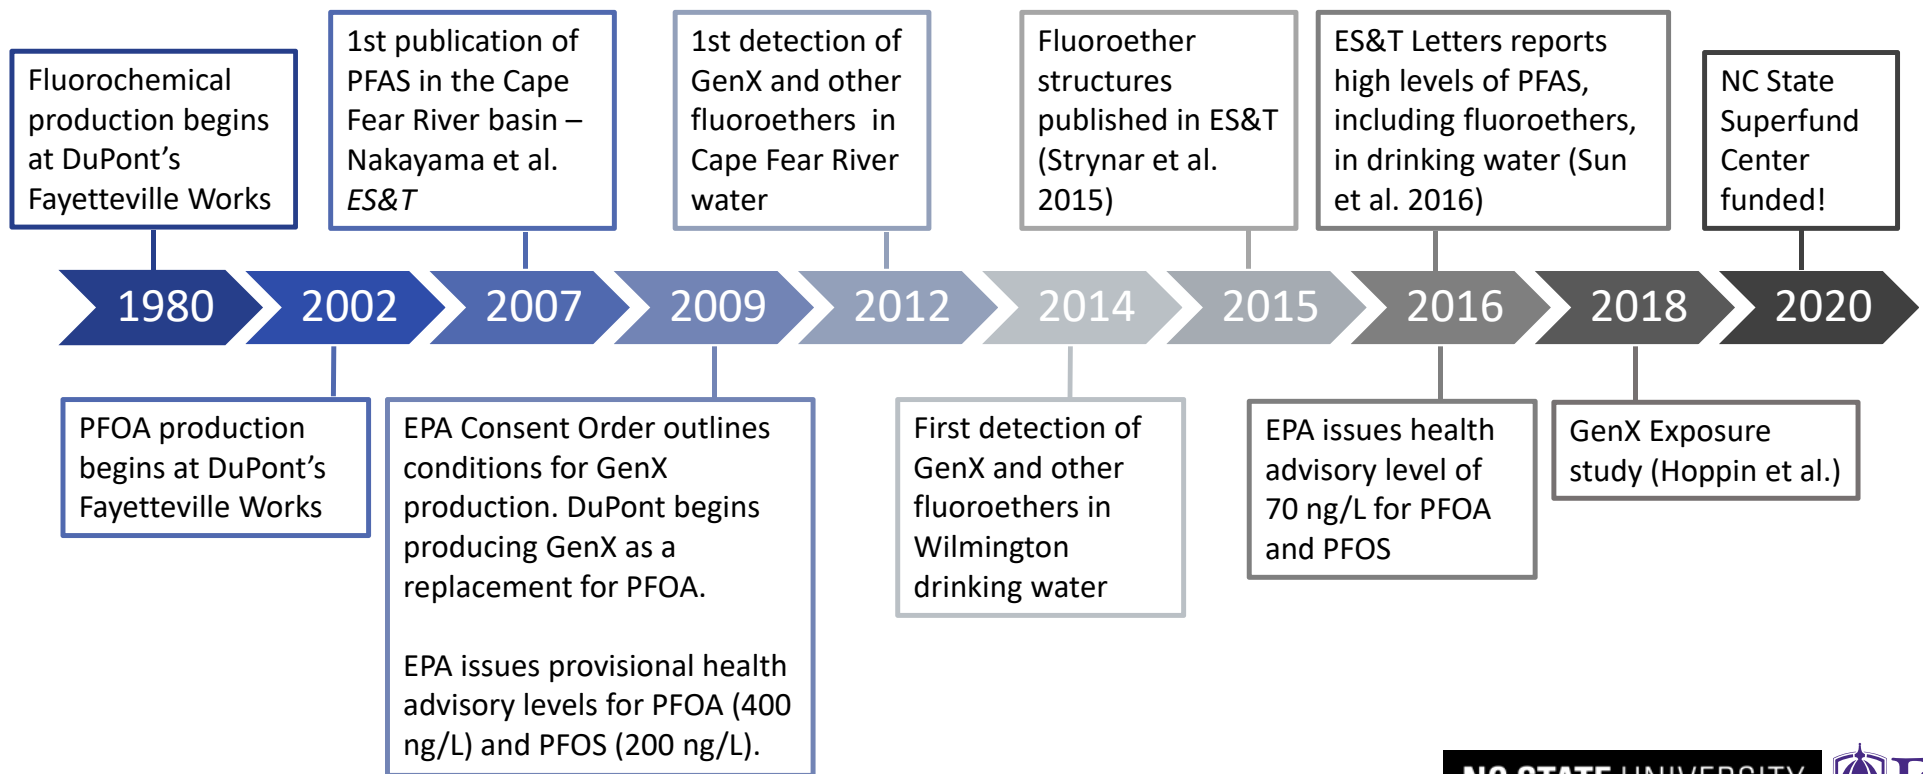 Fluorochemical
production begins
at DuPont’s
Fayetteville Works
1st publication of
PFAS in the Cape
Fear River basin –
Nakayama et al.
ES&T
1st detection of
GenX and other
fluoroethers in
Cape Fear River
water
Fluoroether
structures
published in ES&T
(Strynar et al.
2015)
ES&T Letters reports
high levels of PFAS,
including fluoroethers,
in drinking water (Sun
et al. 2016)
NC State
Superfund
Center
funded!
1980
2002
2007
2009
2012
2014
2015
2016
2018
2020
PFOA production
begins at DuPont’s
Fayetteville Works
EPA Consent Order outlines
conditions for GenX
production. DuPont begins
producing GenX as a
replacement for PFOA.
EPA issues provisional health
advisory levels for PFOA (400
ng/L) and PFOS (200 ng/L).
First detection of
GenX and other
fluoroethers in
Wilmington
drinking water
EPA issues health
advisory level of
70 ng/L for PFOA
and PFOS
GenX Exposure
study (Hoppin et al.)
NC STATE UNIVERSITY